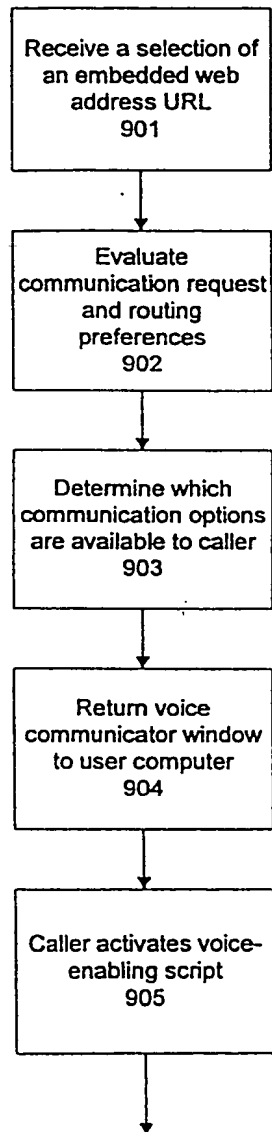 Receive a selection of
an embedded web
address URL
901
Evaluate
communication request
and routing
preferences
902
Determine which
communication options
are available to caller
903
Return voice
communicator window
to user computer
904
Caller activates voice-
enabling script
905